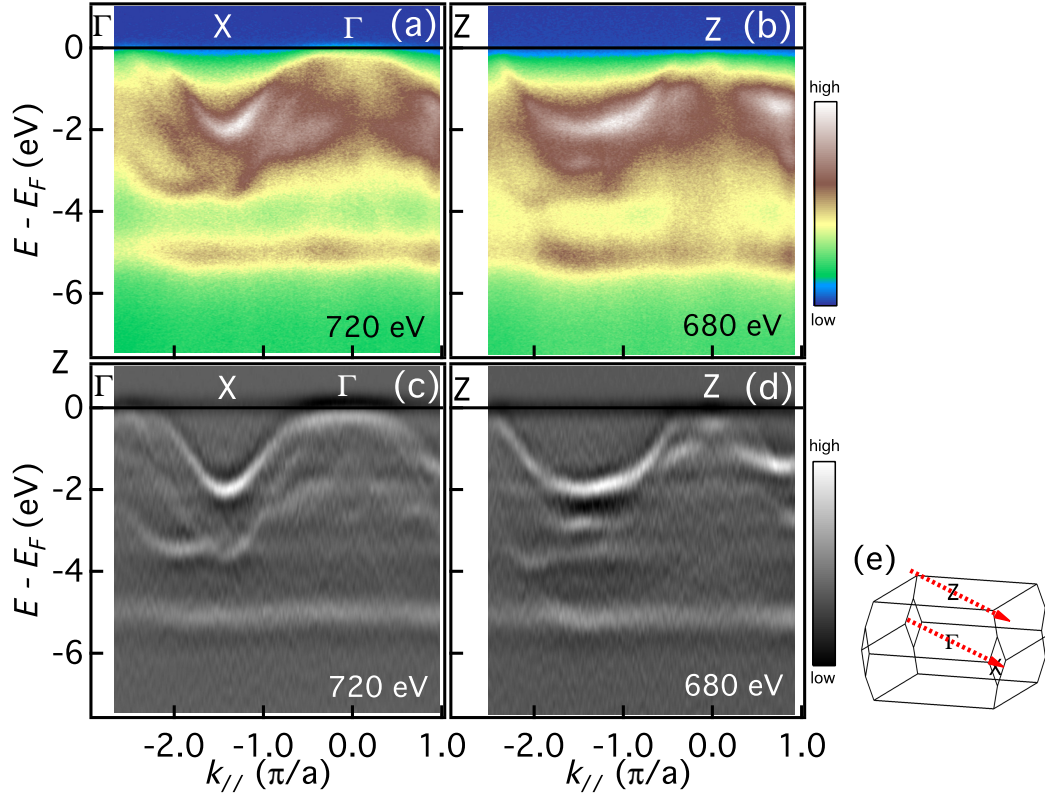 Γ X Γ (a)
Z Z (b)
0
-2
-4
-6
E - E_F (eV)
720 eV
680 eV
high
low
Z
Γ X Γ (c)
Z Z (d)
0
-2
-4
-6
E - E_F (eV)
720 eV
680 eV
high
low
-2.0 -1.0 0.0 1.0
k_// (π/a)
-2.0 -1.0 0.0 1.0
k_// (π/a)
(e)
Z
Γ
X